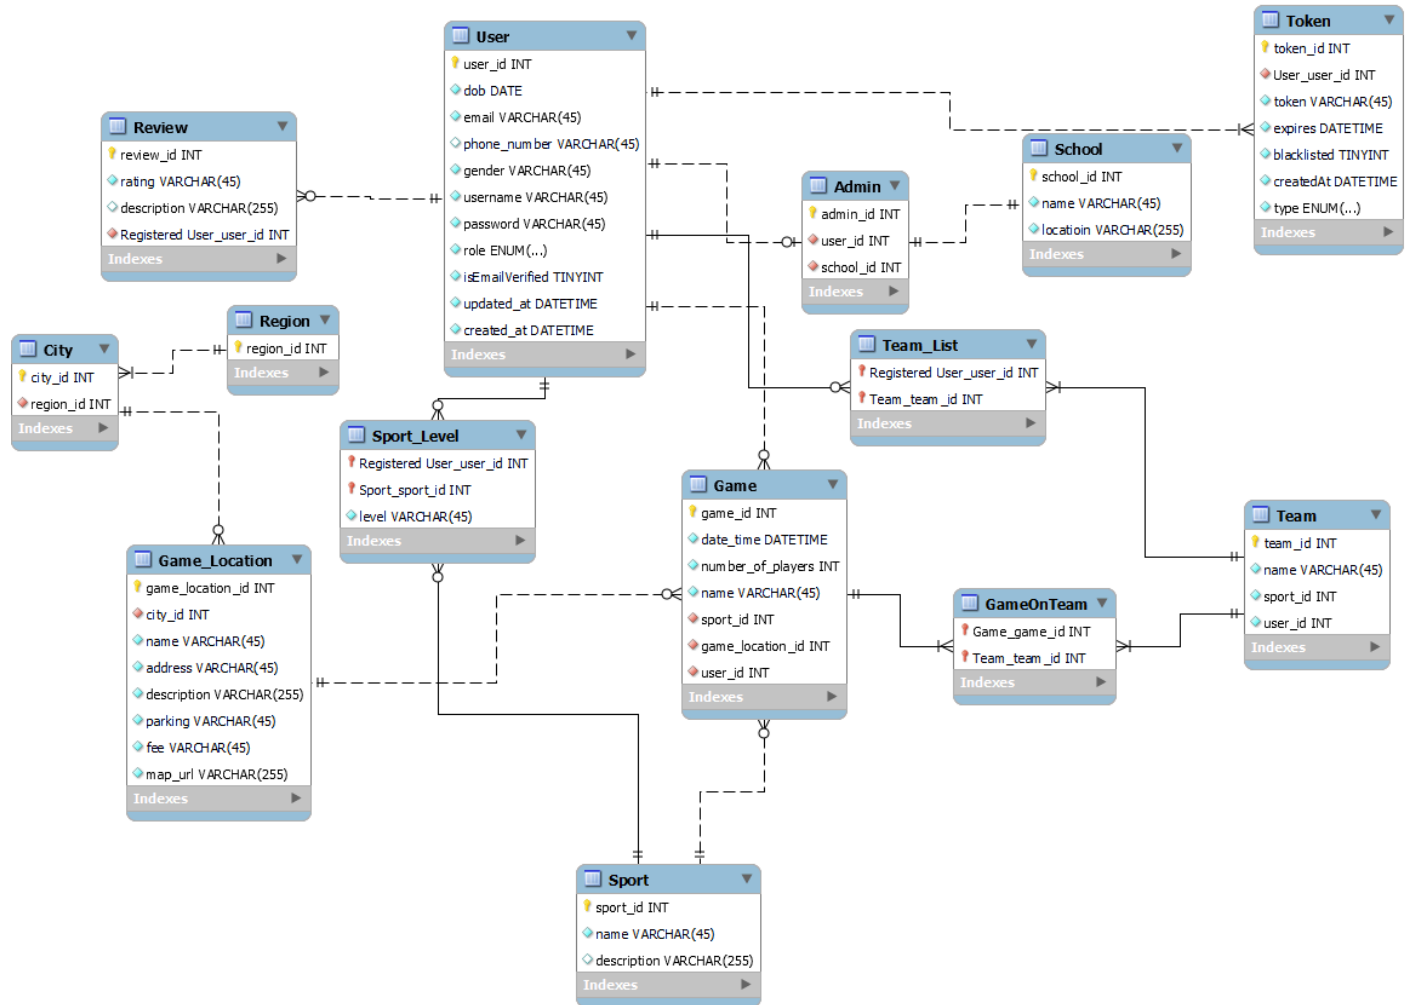 User
user_id INT
dob DATE
email VARCHAR(45)
phone_number VARCHAR(45)
gender VARCHAR(45)
username VARCHAR(45)
password VARCHAR(45)
role ENUM(...)
isEmailVerified TINYINT
updated_at DATETIME
created_at DATETIME
Indexes
Token
token_id INT
User_user_id INT
token VARCHAR(45)
expires DATETIME
blacklisted TINYINT
createdAt DATETIME
type ENUM(...)
Indexes
Review
review_id INT
rating VARCHAR(45)
description VARCHAR(255)
Registered User_user_id INT
Indexes
School
school_id INT
name VARCHAR(45)
locatioin VARCHAR(255)
Indexes
Admin
admin_id INT
user_id INT
school_id INT
Indexes
Region
region_id INT
Indexes
City
city_id INT
region_id INT
Indexes
Team_List
Registered User_user_id INT
Team_team_id INT
Indexes
Sport_Level
Registered User_user_id INT
Sport_sport_id INT
level VARCHAR(45)
Indexes
Game
game_id INT
date_time DATETIME
number_of_players INT
name VARCHAR(45)
sport_id INT
game_location_id INT
user_id INT
Indexes
Team
team_id INT
name VARCHAR(45)
sport_id INT
user_id INT
Indexes
Game_Location
game_location_id INT
city_id INT
name VARCHAR(45)
address VARCHAR(45)
description VARCHAR(255)
parking VARCHAR(45)
fee VARCHAR(45)
map_url VARCHAR(255)
Indexes
GameOnTeam
Game_game_id INT
Team_team_id INT
Indexes
Sport
sport_id INT
name VARCHAR(45)
description VARCHAR(255)
Indexes